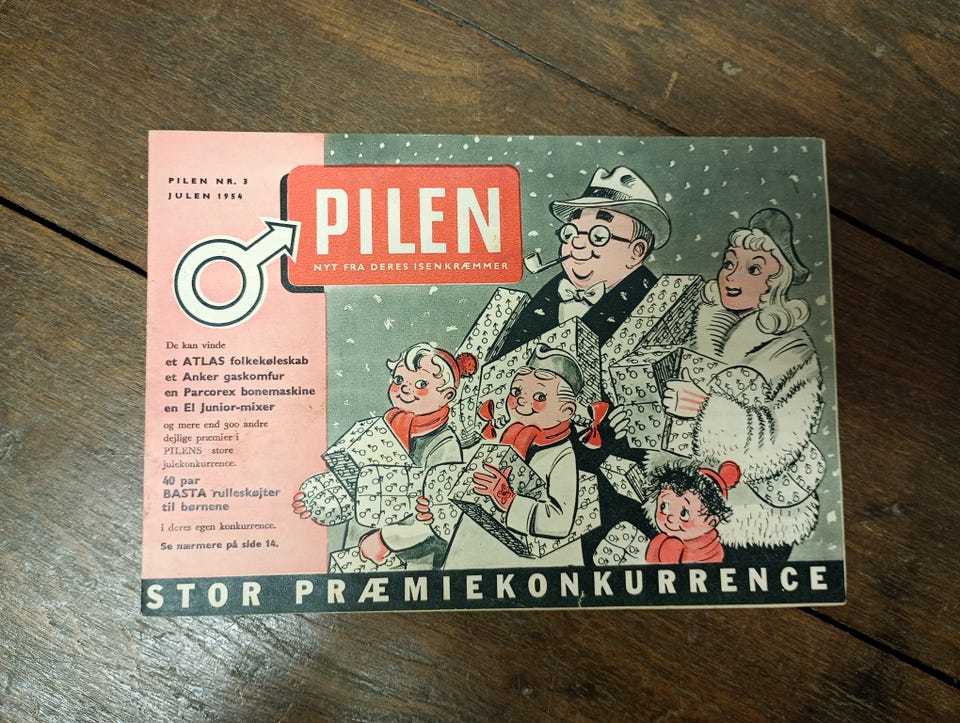 PILEN NR. 3
JULEN 1954
PILEN
NYT FRA DERES ISENKRÆMMER
De kan vinde
et ATLAS folkekøleskab
et Anker gaskomfur
en Parcorex bonemaskine
en El Junior-mixer
og mere end 300 andre
dejlige præmier i
PILENS store
julekonkurrence.
40 par
BASTA rulleskøjter
til børnene
i deres egen konkurrence.
Se nærmere på side 14.
STOR PRÆMIEKONKURRENCE